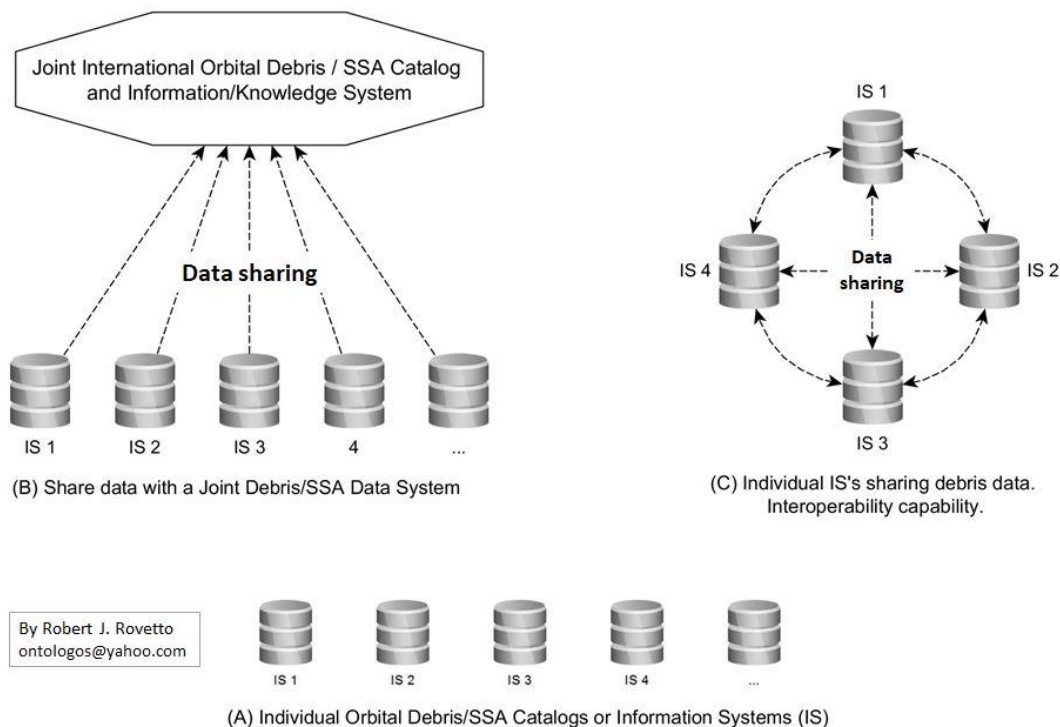 Joint International Orbital Debris / SSA Catalog
and Information/Knowledge System
Data sharing
IS 1
IS 2
IS 3
4
...
(B) Share data with a Joint Debris/SSA Data System
IS 1
IS 4
Data
sharing
IS 2
IS 3
(C) Individual IS's sharing debris data.
Interoperability capability.
By Robert J. Rovetto
ontologos@yahoo.com
IS 1
IS 2
IS 3
IS 4
...
(A) Individual Orbital Debris/SSA Catalogs or Information Systems (IS)